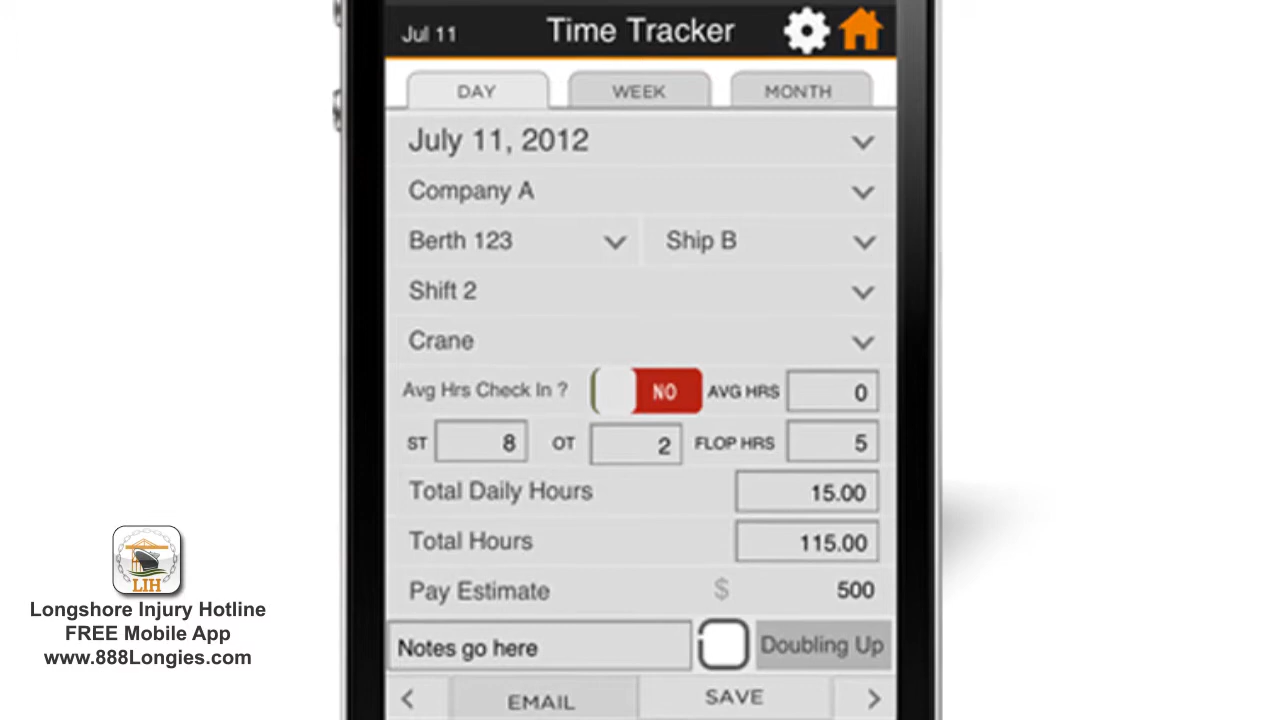 Jul 11 Time Tracker
DAY WEEK MONTH
July 11, 2012
Company A
Berth 123 Ship B
Shift 2
Crane
Avg Hrs Check In ? NO AVG HRS 0
ST 8 OT 2 FLOP HRS 5
Total Daily Hours 15.00
Total Hours 115.00
Pay Estimate $ 500
Notes go here Doubling Up
EMAIL SAVE
LIH
Longshore Injury Hotline
FREE Mobile App
www.888Longies.com